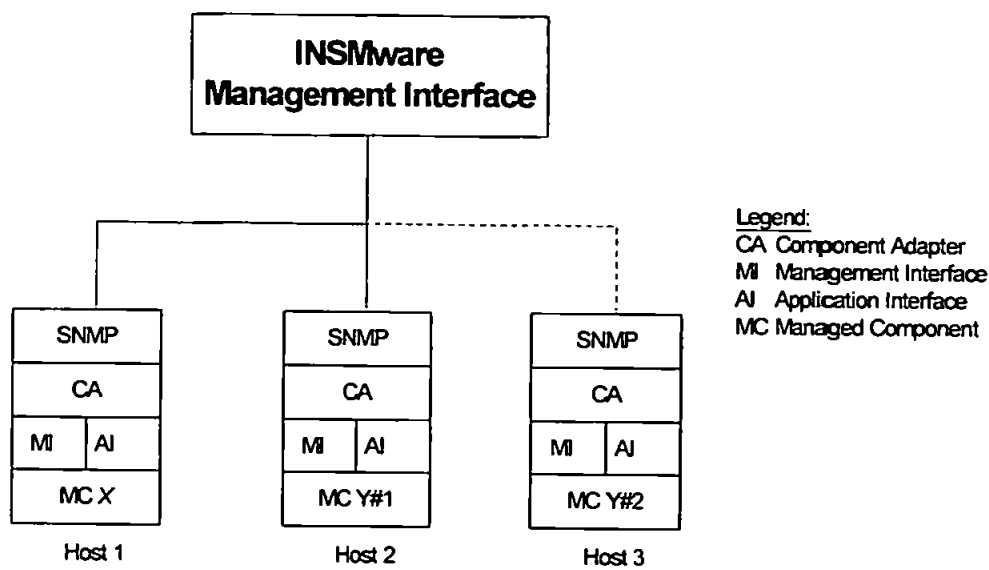 INSMware
Management Interface
Legend:
CA Component Adapter
MI Management Interface
AI Application Interface
MC Managed Component
SNMP
CA
MI AI
MC X
Host 1
SNMP
CA
MI AI
MC Y#1
Host 2
SNMP
CA
MI AI
MC Y#2
Host 3